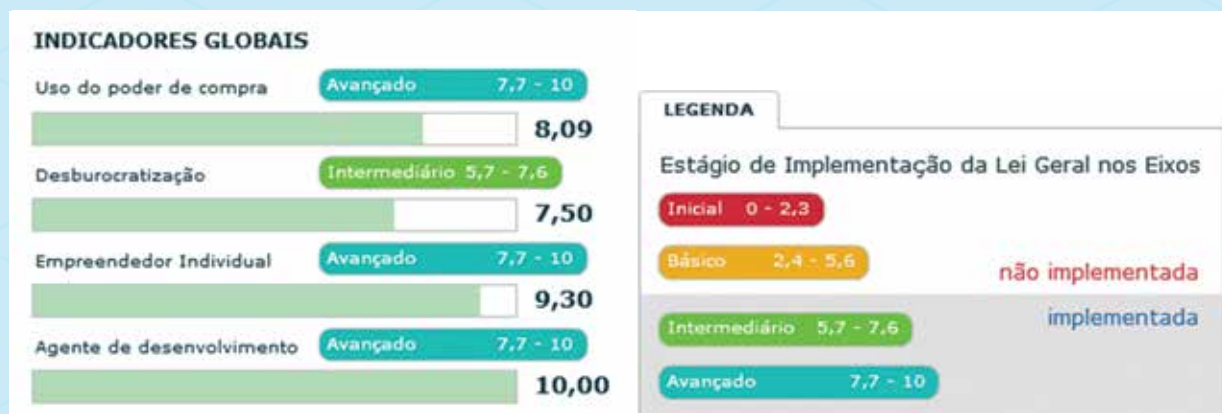 INDICADORES GLOBAIS
Uso do poder de compra
Avançado 7,7 - 10
8,09
Desburocratização
Intermediário 5,7 - 7,6
7,50
Empreendedor Individual
Avançado 7,7 - 10
9,30
Agente de desenvolvimento
Avançado 7,7 - 10
10,00
LEGENDA
Estágio de Implementação da Lei Geral nos Eixos
Inicial 0 - 2,3
Básico 2,4 - 5,6
não implementada
implementada
Intermediário 5,7 - 7,6
Avançado 7,7 - 10